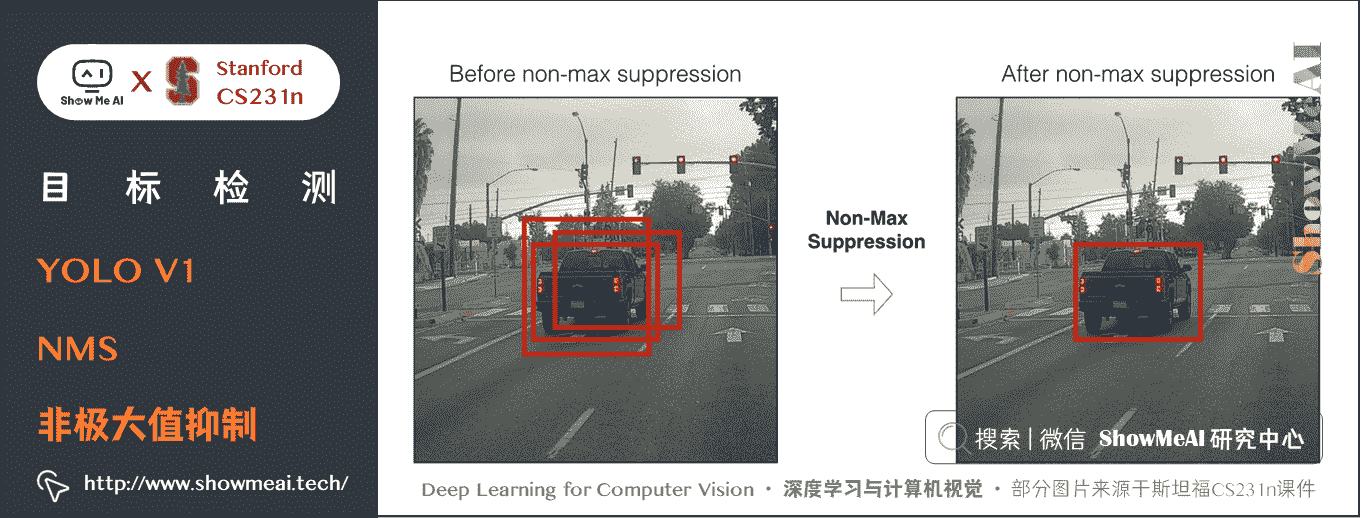 Show Me AI
X
Stanford
CS231n
目标检测
YOLO V1
NMS
非极大值抑制
http://www.showmeai.tech/
Before non-max suppression
Non-Max
Suppression
After non-max suppression
ShowMeAI
搜索 | 微信 ShowMeAI 研究中心
Deep Learning for Computer Vision · 深度学习与计算机视觉 · 部分图片来源于斯坦福CS231n课件